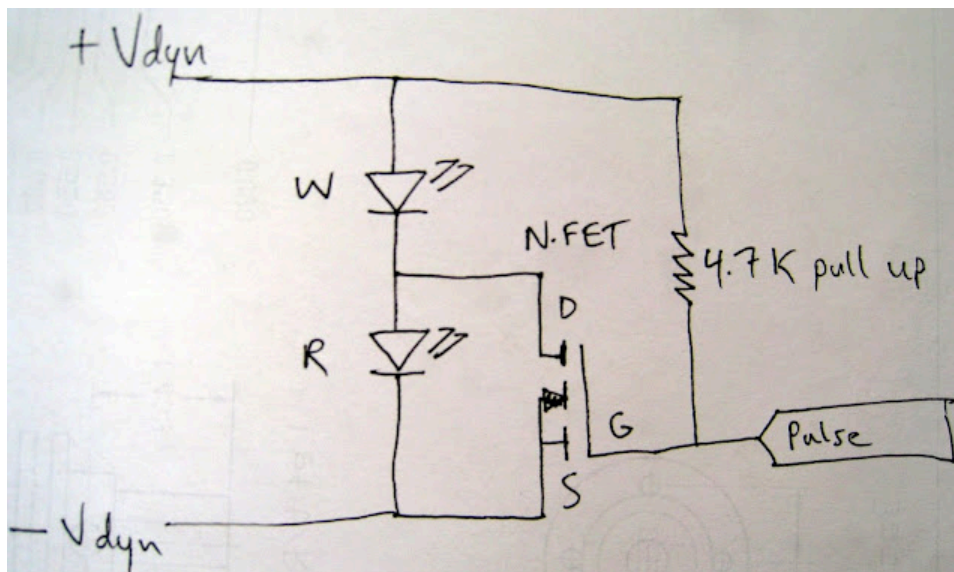 + Vdyn
W
N.FET
4.7K pull up
D
R
G
Pulse
S
- Vdyn